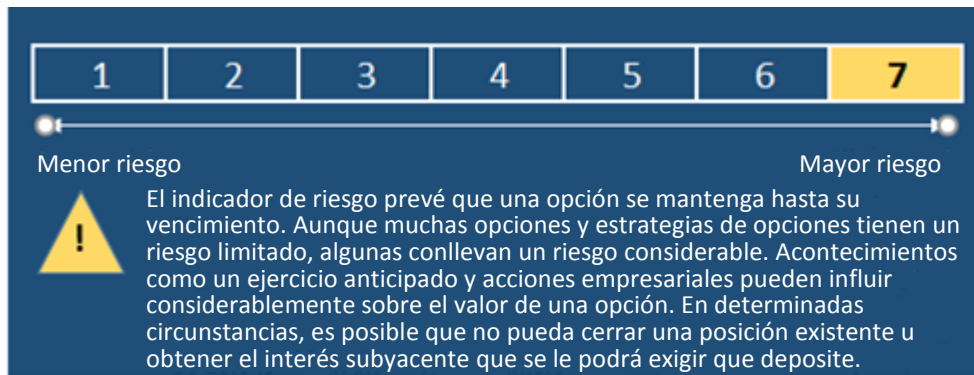 1 2 3 4 5 6 7
Menor riesgo Mayor riesgo
El indicador de riesgo prevé que una opción se mantenga hasta su
vencimiento. Aunque muchas opciones y estrategias de opciones tienen un
! riesgo limitado, algunas conllevan un riesgo considerable. Acontecimientos
como un ejercicio anticipado y acciones empresariales pueden influir
considerablemente sobre el valor de una opción. En determinadas
circunstancias, es posible que no pueda cerrar una posición existente u
obtener el interés subyacente que se le podrá exigir que deposite.